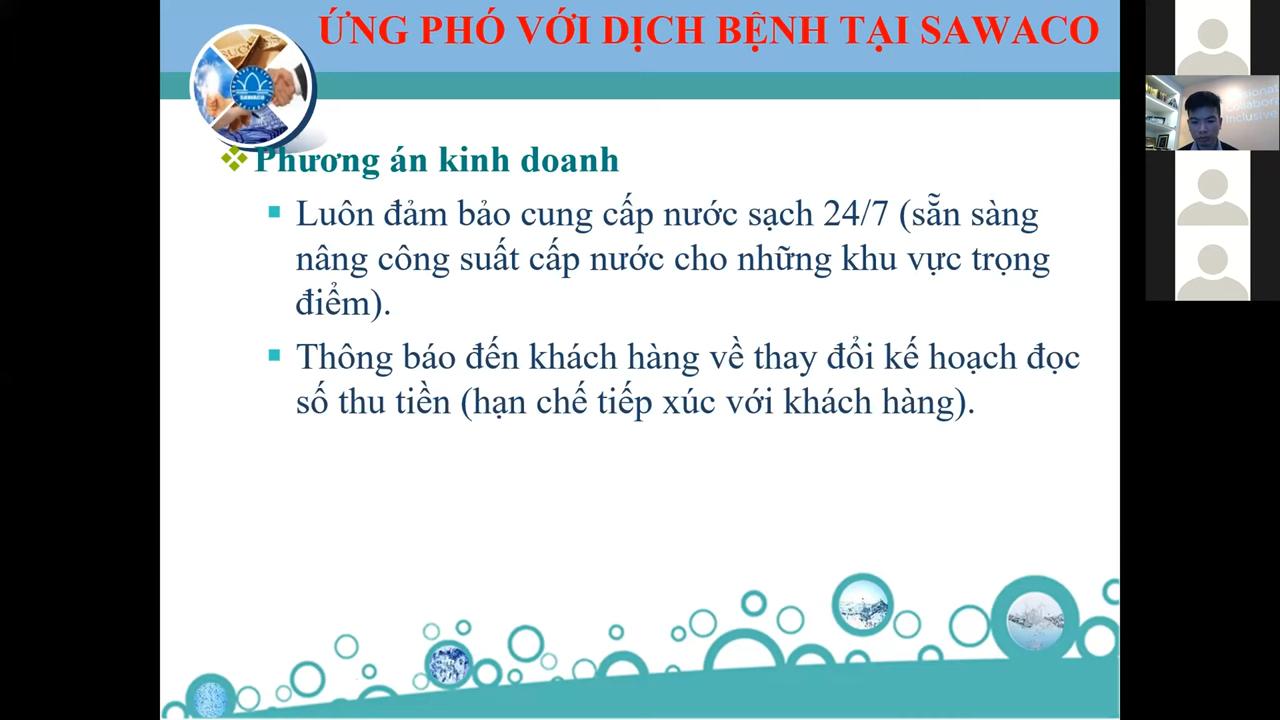 ỨNG PHÓ VỚI DỊCH BỆNH TẠI SAWACO
SAWACO
Phương án kinh doanh
Luôn đảm bảo cung cấp nước sạch 24/7 (sẵn sàng
nâng công suất cấp nước cho những khu vực trọng
điểm).
Thông báo đến khách hàng về thay đổi kế hoạch đọc
số thu tiền (hạn chế tiếp xúc với khách hàng).
Inclusive